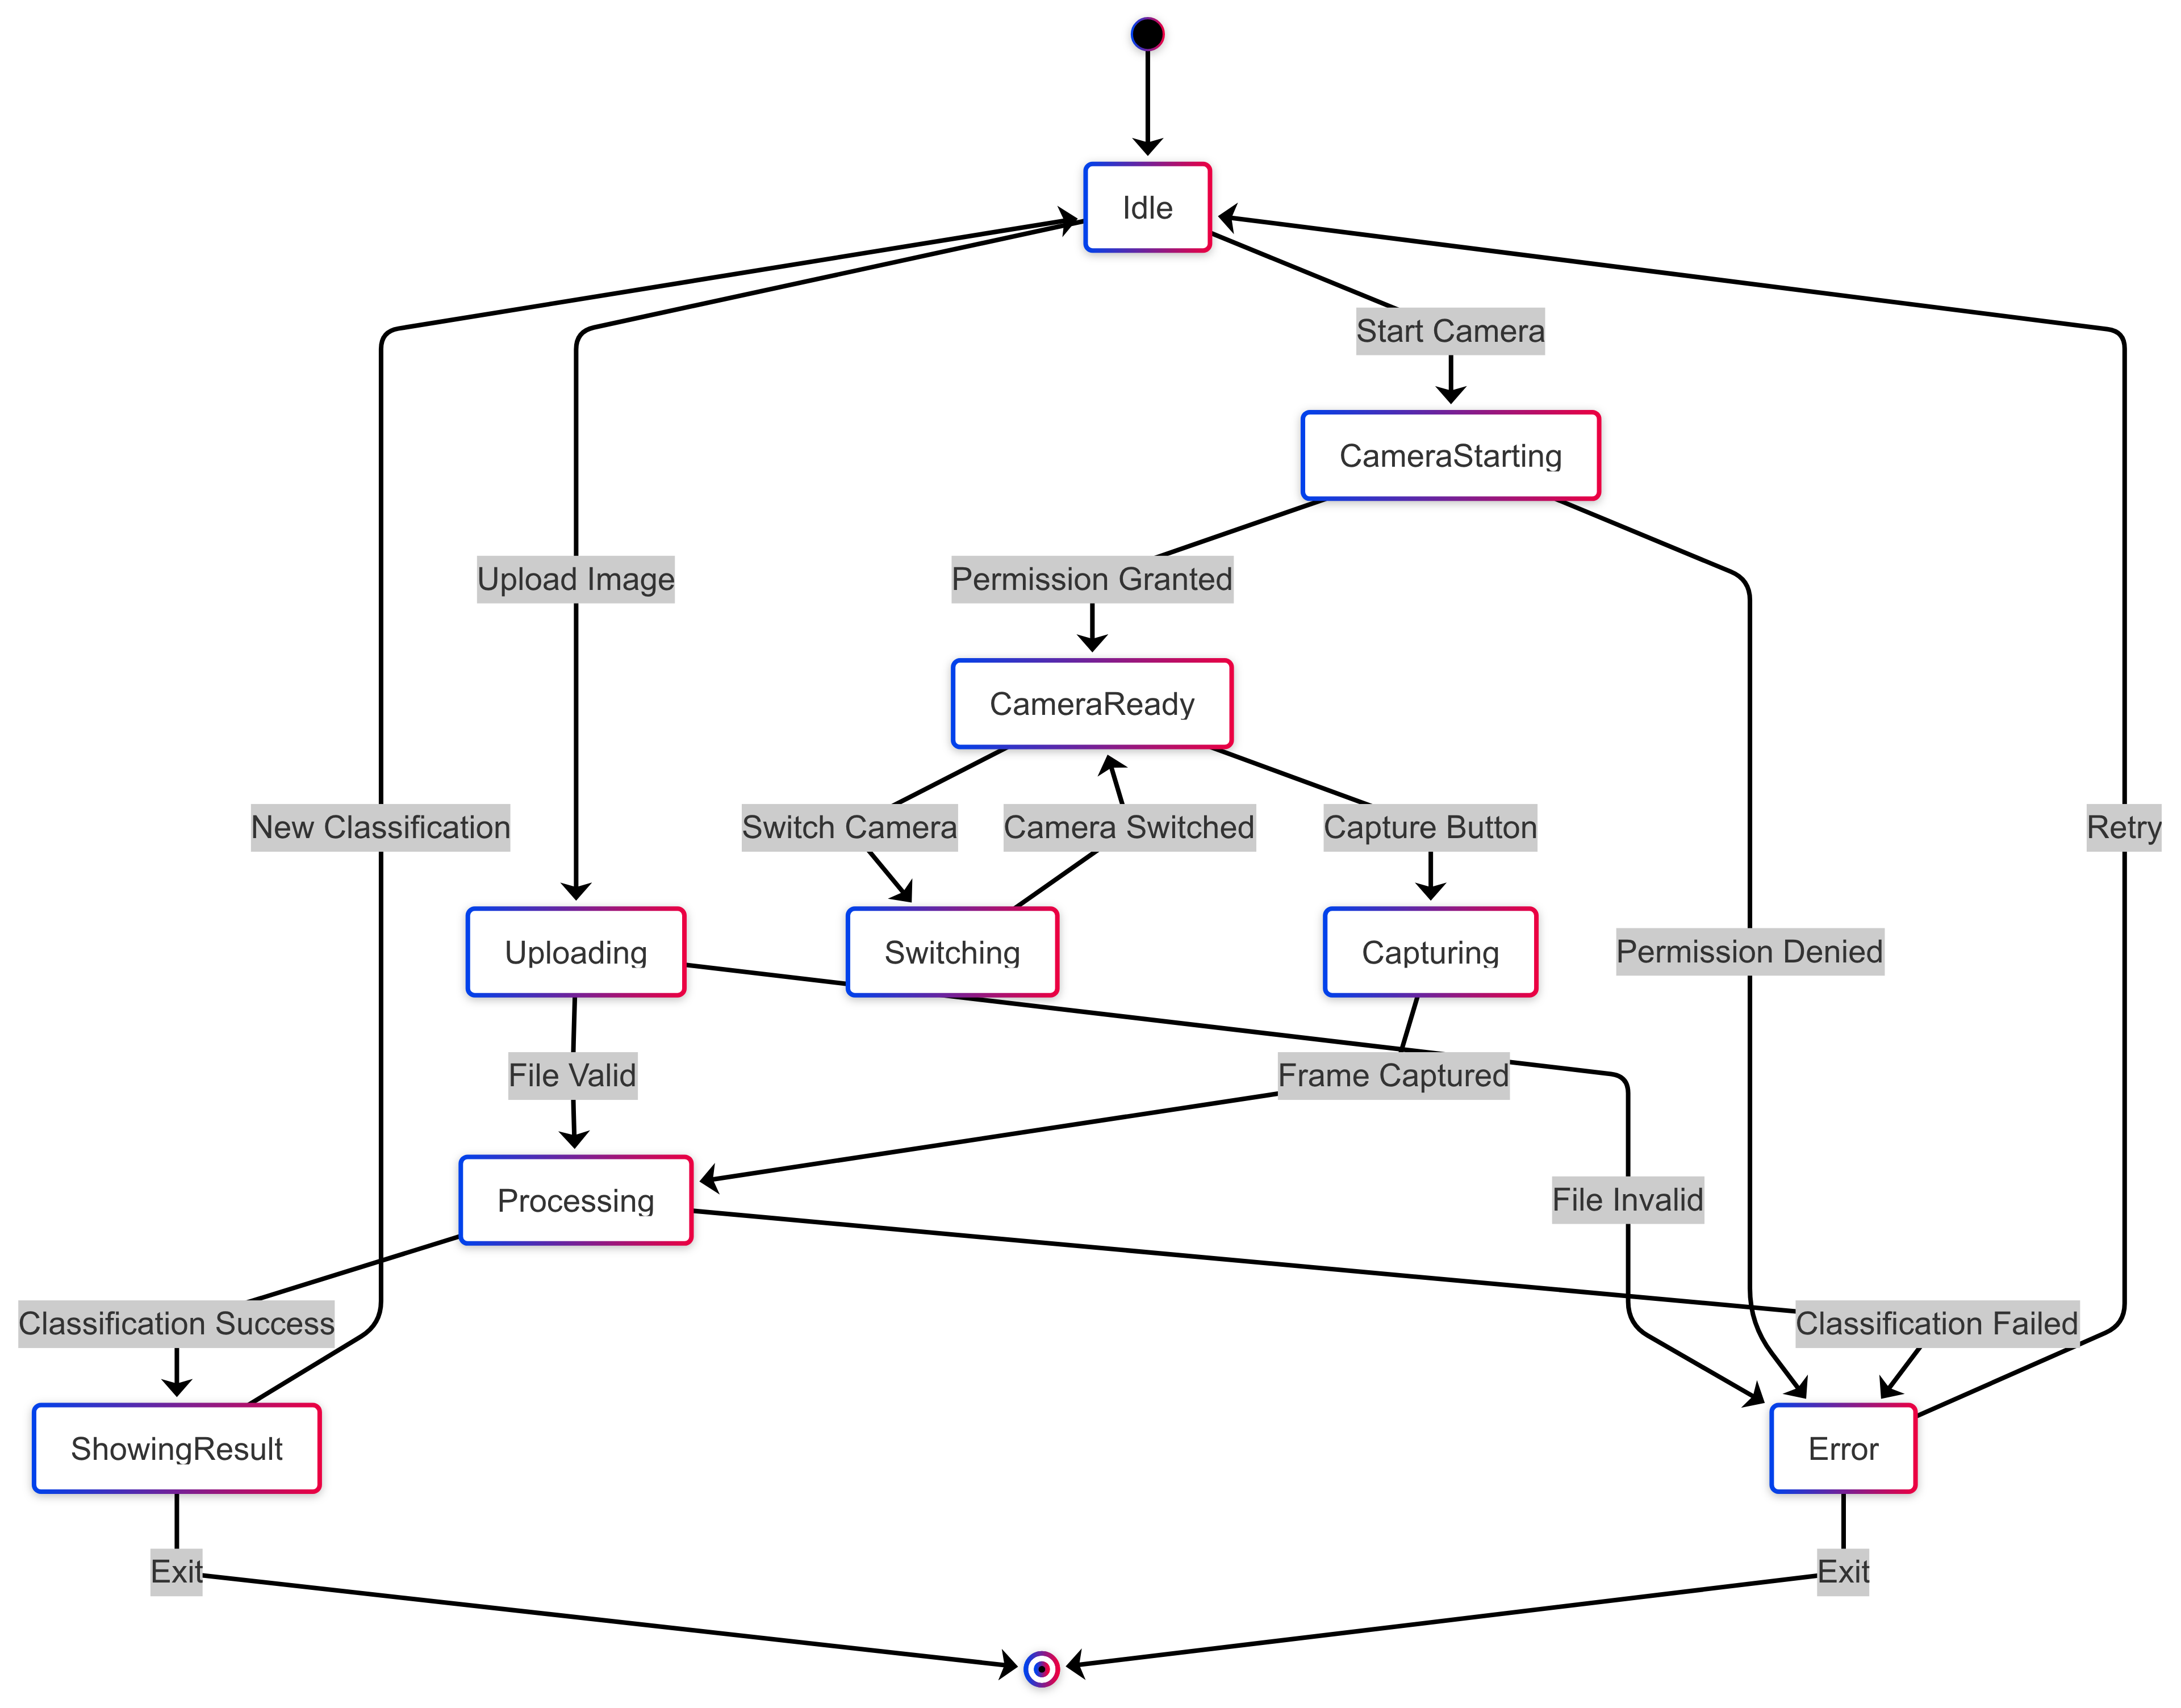 Idle
Start Camera
CameraStarting
Upload Image
Permission Granted
CameraReady
New Classification
Switch Camera
Camera Switched
Capture Button
Retry
Uploading
Switching
Capturing
Permission Denied
File Valid
Frame Captured
Processing
File Invalid
Classification Success
Classification Failed
ShowingResult
Error
Exit
Exit